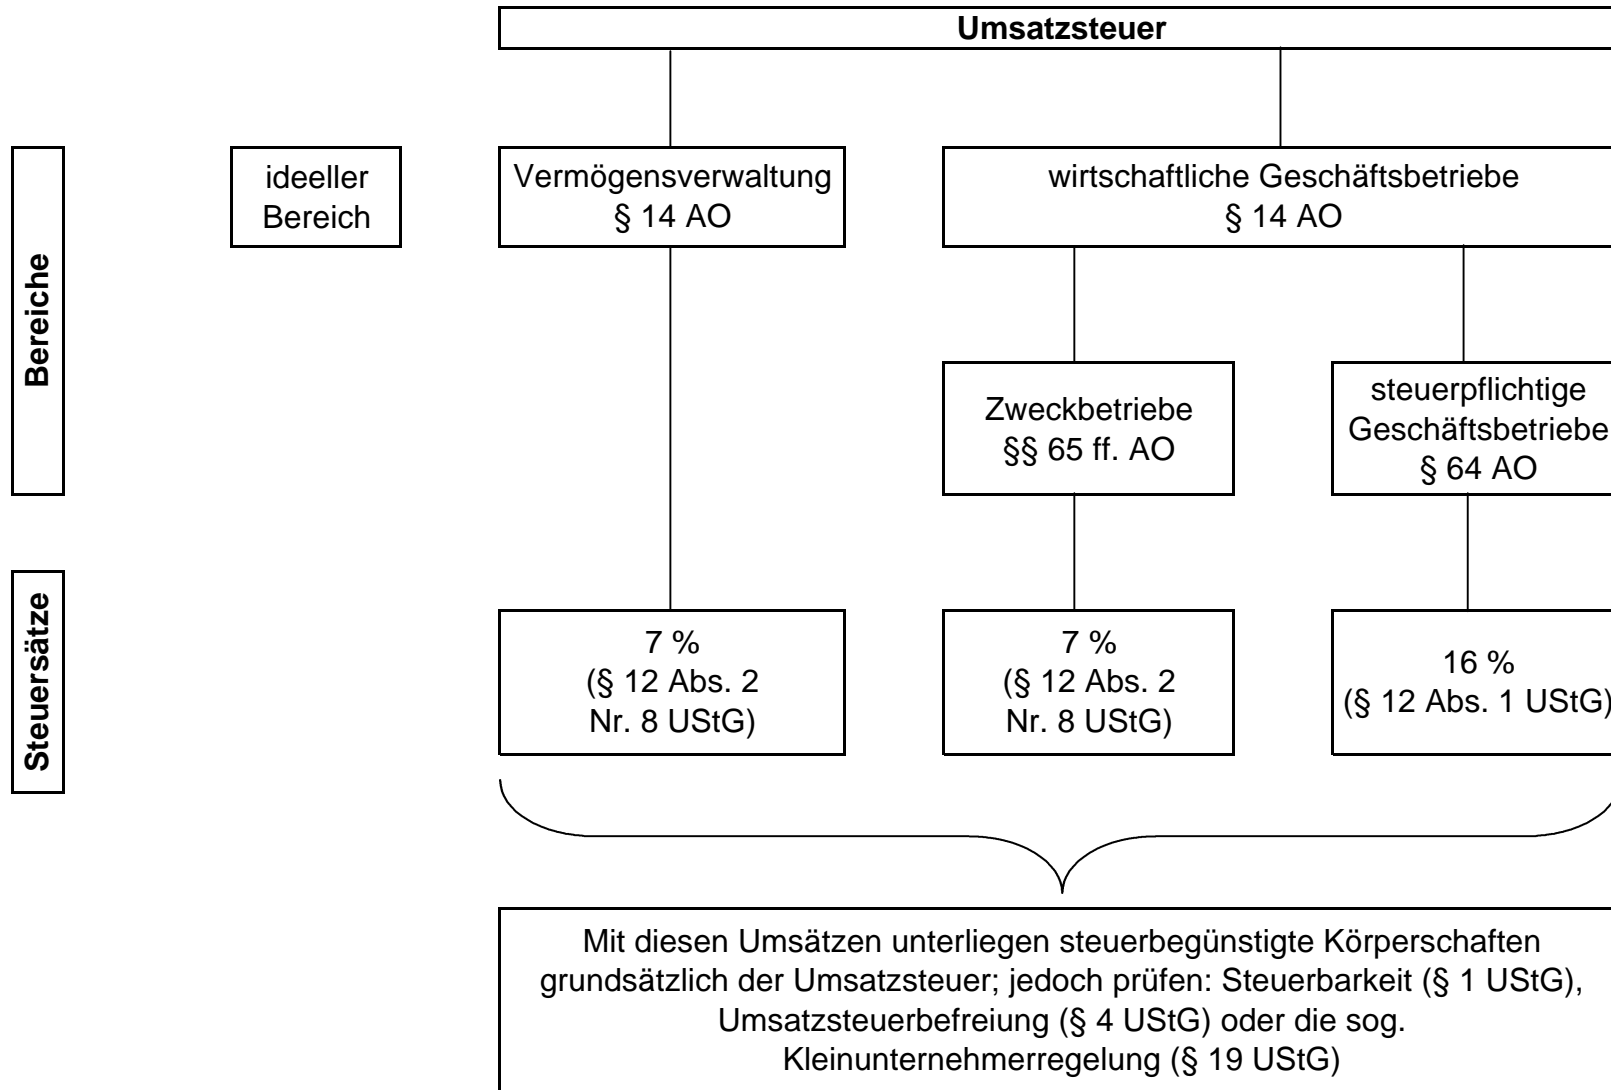 Umsatzsteuer
Bereiche
ideeller
Bereich
Vermögensverwaltung
§ 14 AO
wirtschaftliche Geschäftsbetriebe
§ 14 AO
Zweckbetriebe
§§ 65 ff. AO
steuerpflichtige
Geschäftsbetriebe
§ 64 AO
Steuersätze
7 %
(§ 12 Abs. 2
Nr. 8 UStG)
7 %
(§ 12 Abs. 2
Nr. 8 UStG)
16 %
(§ 12 Abs. 1 UStG)
Mit diesen Umsätzen unterliegen steuerbegünstigte Körperschaften
grundsätzlich der Umsatzsteuer; jedoch prüfen: Steuerbarkeit (§ 1 UStG),
Umsatzsteuerbefreiung (§ 4 UStG) oder die sog.
Kleinunternehmerregelung (§ 19 UStG)